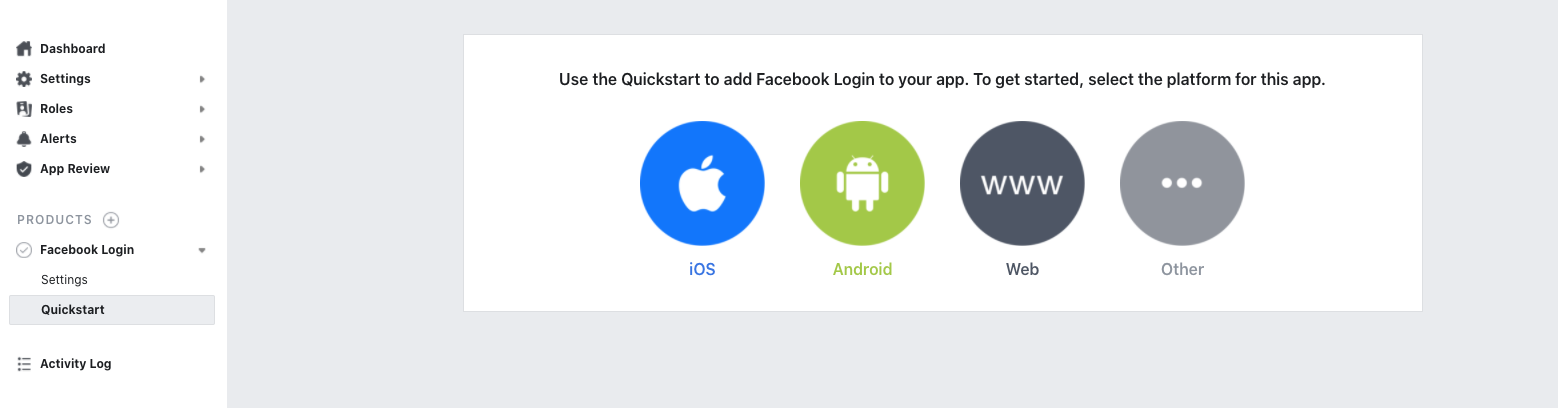 Dashboard
Settings
Roles
Alerts
App Review
PRODUCTS
Facebook Login
Settings
Quickstart
Activity Log
Use the Quickstart to add Facebook Login to your app. To get started, select the platform for this app.
www
iOS
Android
Web
Other